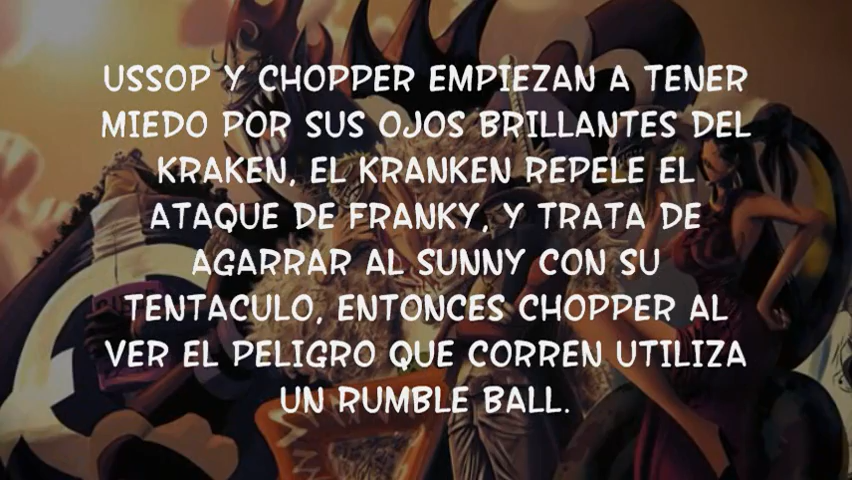 USSOP Y CHOPPER EMPIEZAN A TENER
MIEDO POR SUS OJOS BRILLANTES DEL
KRAKEN, EL KRANKEN REPELE EL
ATAQUE DE FRANKY, Y TRATA DE
AGARRAR AL SUNNY CON SU
TENTACULO, ENTONCES CHOPPER AL
VER EL PELIGRO QUE CORREN UTILIZA
UN RUMBLE BALL.